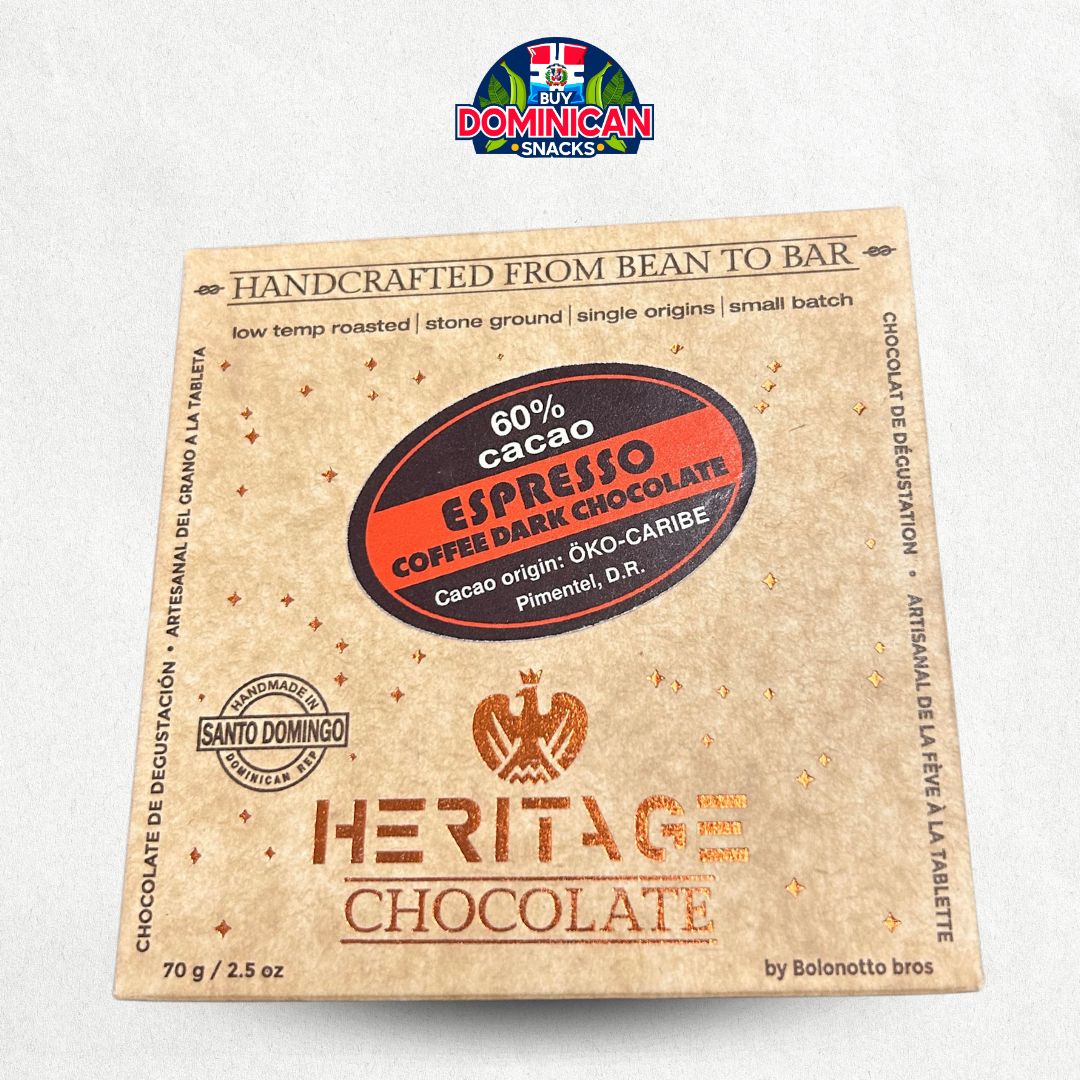 BUY
DOMINICAN
SNACKS
HANDCRAFTED FROM BEAN TO BAR
low temp roasted | stone ground | single origins | small batch
CHOCOLATE DE DEGUSTACIÓN • ARTESANAL DEL GRANO A LA TABLETA
CHOCOLAT DE DÉGUSTATION • ARTISANAL DE LA FÈVE À LA TABLETTE
60%
cacao
ESPRESSO
COFFEE DARK CHOCOLATE
Cacao origin: ÖKO-CARIBE
Pimentel, D.R.
HANDMADE IN
SANTO DOMINGO
DOMINICAN REP
HERITAGE
CHOCOLATE
70 g / 2.5 oz
by Bolonotto bros